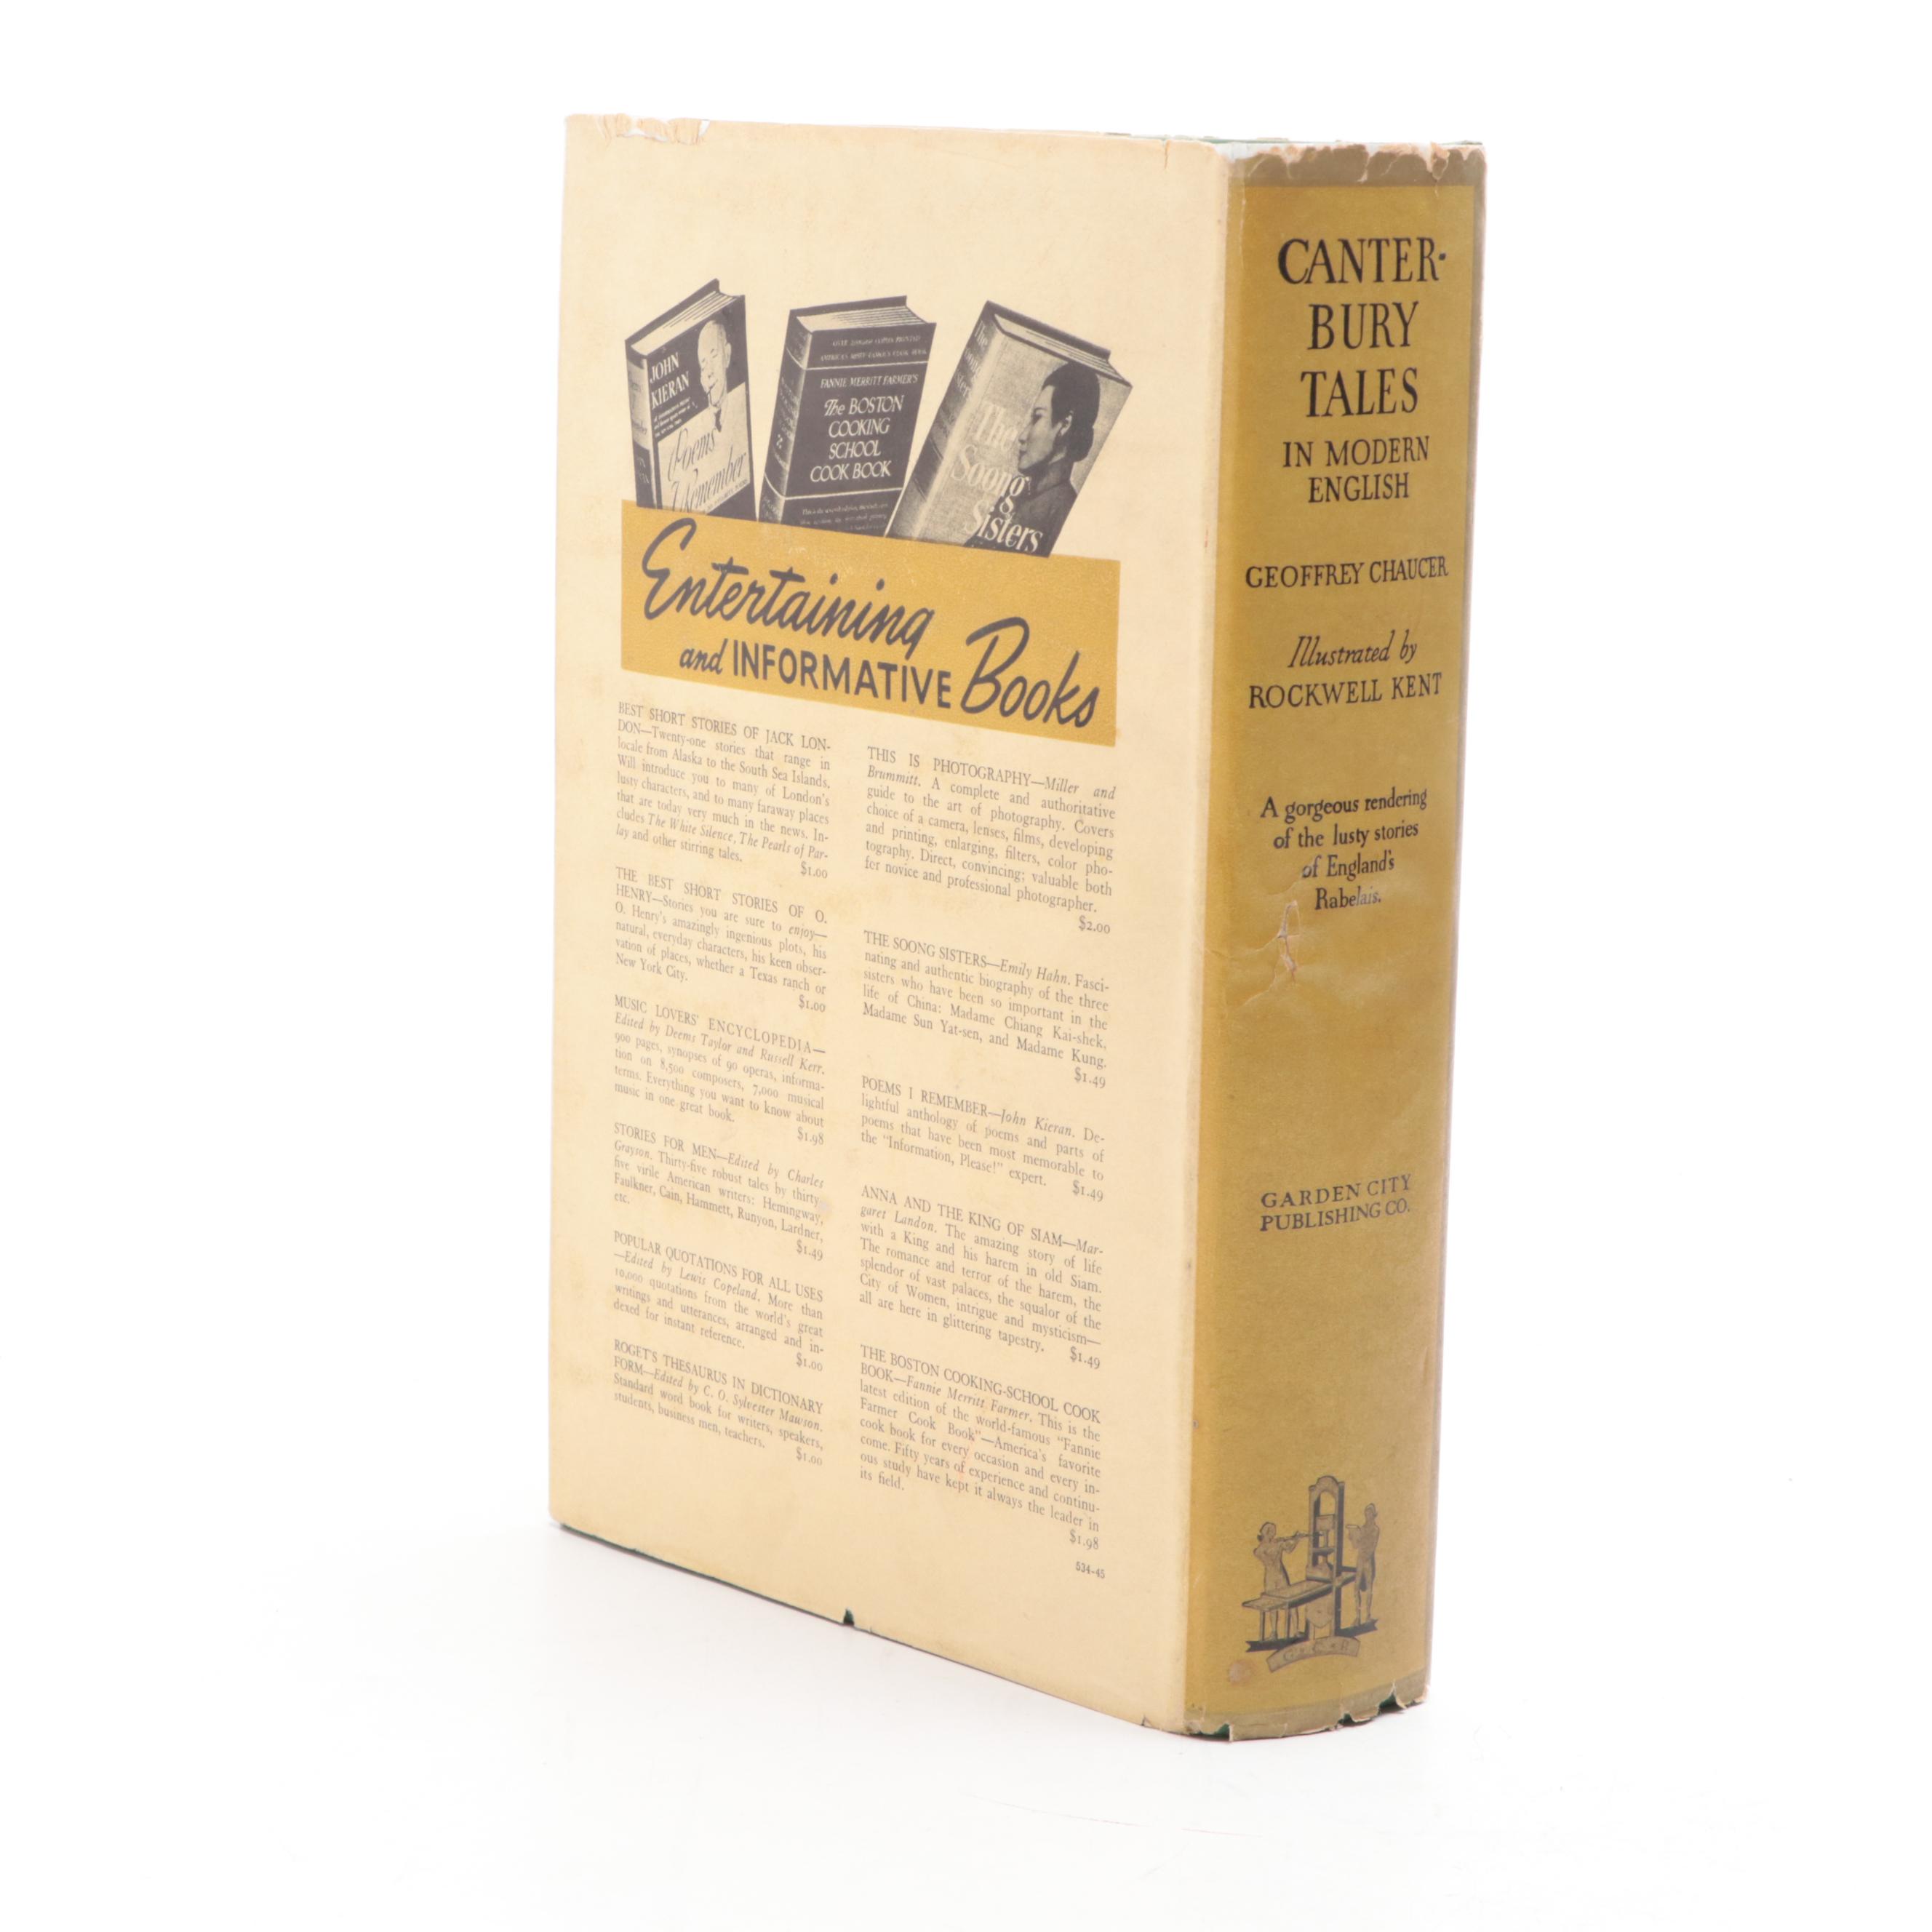 JOHN
KIERAN
Poems
I Remember
FANNIE MERRITT FARMER'S
The BOSTON
COOKING
SCHOOL
COOK BOOK
The
Soong
Sisters
Entertaining
and INFORMATIVE Books
BEST SHORT STORIES OF JACK LON-
DON—Twenty-one stories that range in
locale from Alaska to the South Sea Islands.
Will introduce you to many of London's
lusty characters, and to many faraway places
that are today very much in the news. In-
cludes The White Silence, The Pearls of Par-
lay and other stirring tales.
$1.00
THE BEST SHORT STORIES OF O.
HENRY—Stories you are sure to enjoy—
O. Henry's amazingly ingenious plots, his
natural, everyday characters, his keen obser-
vation of places, whether a Texas ranch or
New York City.
$1.00
MUSIC LOVERS' ENCYCLOPEDIA—
Edited by Deems Taylor and Russell Kerr.
900 pages, synopses of 90 operas, informa-
tion on 8,500 composers, 7,000 musical
terms. Everything you want to know about
music in one great book.
$1.98
STORIES FOR MEN—Edited by Charles
Grayson. Thirty-five robust tales by thirty-
five virile American writers: Hemingway,
Faulkner, Cain, Hammett, Runyon, Lardner,
etc.
$1.49
POPULAR QUOTATIONS FOR ALL USES
—Edited by Lewis Copeland. More than
10,000 quotations from the world's great
writings and utterances, arranged and in-
dexed for instant reference.
$1.00
ROGET'S THESAURUS IN DICTIONARY
FORM—Edited by C. O. Sylvester Mawson.
Standard word book for writers, speakers,
students, business men, teachers.
$1.00
THIS IS PHOTOGRAPHY—Miller and
Brummitt. A complete and authoritative
guide to the art of photography. Covers
choice of a camera, lenses, films, developing
and printing, enlarging, filters, color pho-
tography. Direct, convincing; valuable both
for novice and professional photographer.
$2.00
THE SOONG SISTERS—Emily Hahn. Fasci-
nating and authentic biography of the three
sisters who have been so important in the
life of China: Madame Chiang Kai-shek,
Madame Sun Yat-sen, and Madame Kung.
$1.49
POEMS I REMEMBER—John Kieran. De-
lightful anthology of poems and parts of
poems that have been most memorable to
the "Information, Please!" expert. $1.49
ANNA AND THE KING OF SIAM—Mar-
garet Landon. The amazing story of life
with a King and his harem in old Siam.
The romance and terror of the harem, the
splendor of vast palaces, the squalor of the
City of Women, intrigue and mysticism—
all are here in glittering tapestry. $1.49
THE BOSTON COOKING-SCHOOL COOK
BOOK—Fannie Merritt Farmer. This is the
latest edition of the world-famous "Fannie
Farmer Cook Book"—America's favorite
cook book for every occasion and every in-
come. Fifty years of experience and continu-
ous study have kept it always the leader in
its field.
$1.98
534-45
CANTER-
BURY
TALES
IN MODERN
ENGLISH
GEOFFREY CHAUCER
Illustrated by
ROCKWELL KENT
A gorgeous rendering
of the lusty stories
of England's
Rabelais.
GARDEN CITY
PUBLISHING CO.